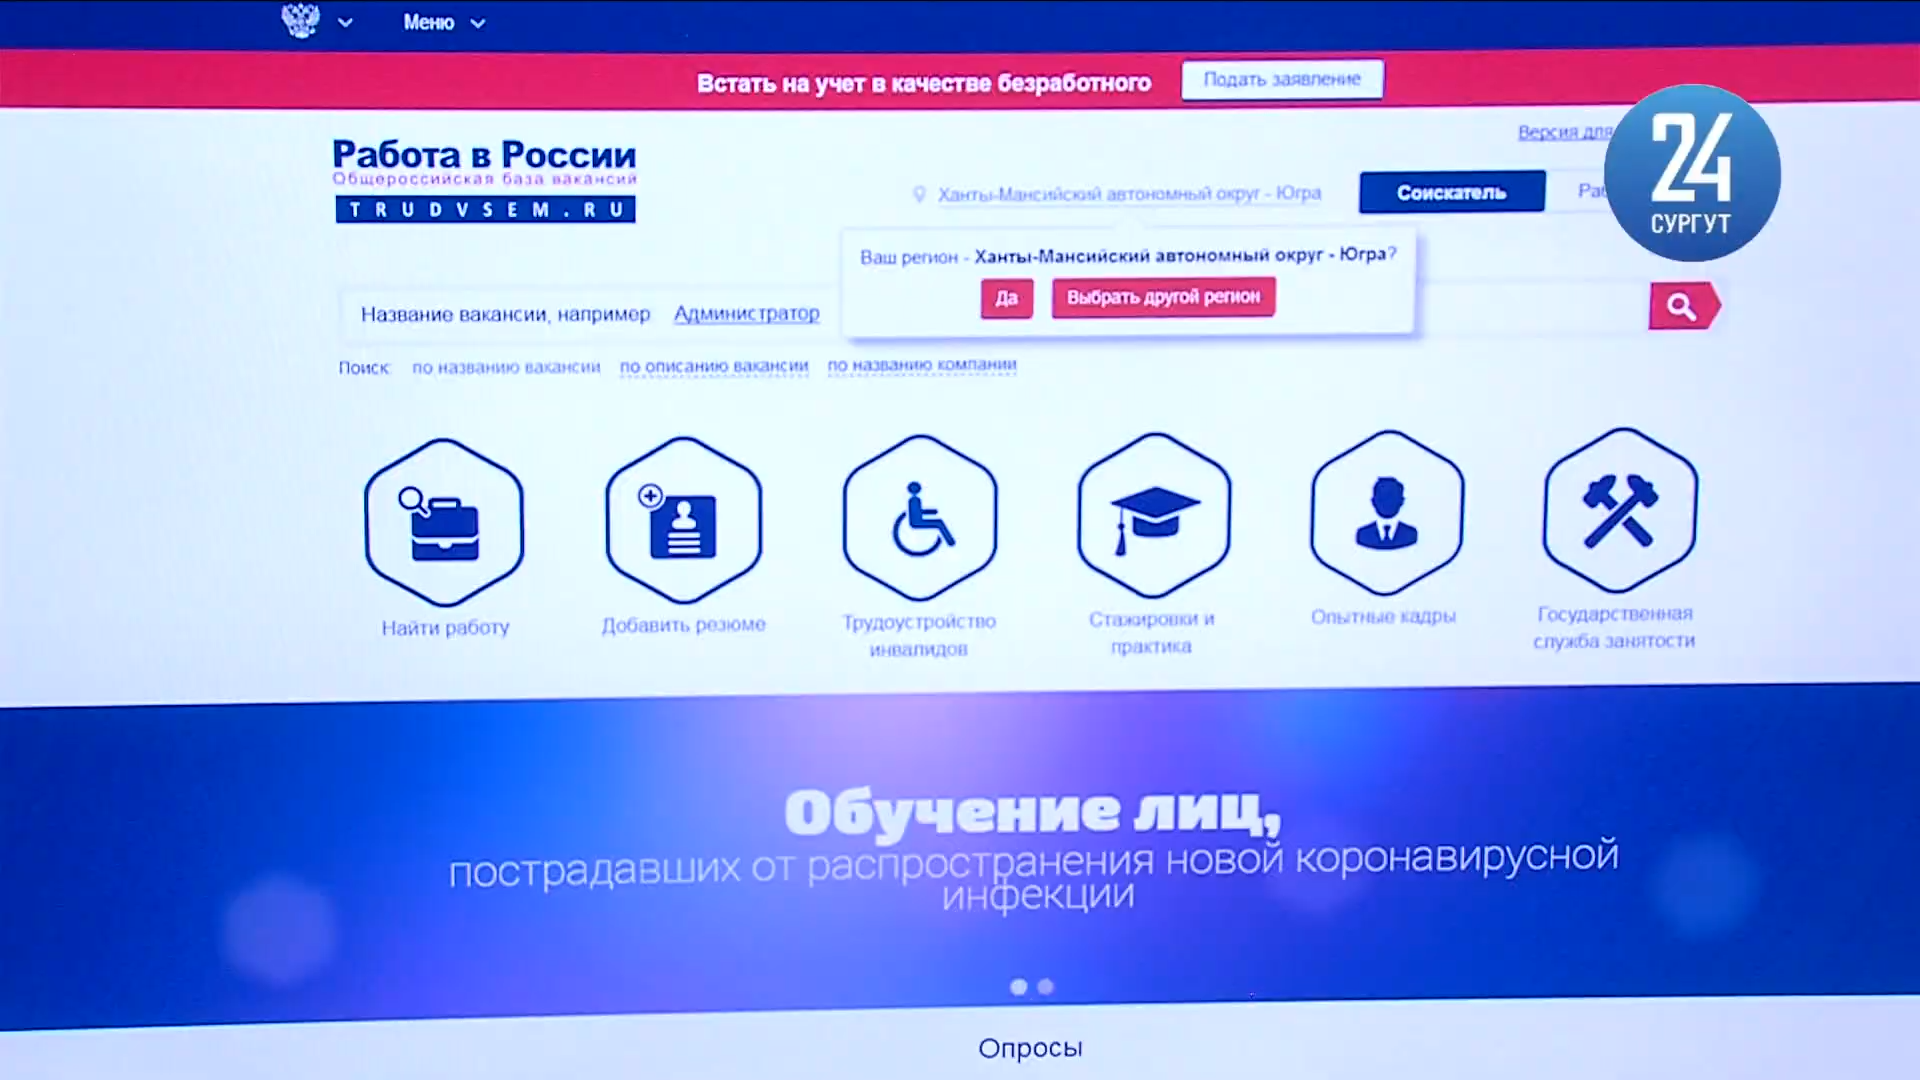 Меню
Встать на учет в качестве безработного
Подать заявление
Версия для
24
СУРГУТ
Работа в России
Общероссийская база вакансий
TRUDVSEM.RU
Ханты-Мансийский автономный округ - Югра
Соискатель
Ваш регион - Ханты-Мансийский автономный округ - Югра?
Да
Выбрать другой регион
Название вакансии, например Администратор
Поиск: по названию вакансии по описанию вакансии по названию компании
Найти работу
Добавить резюме
Трудоустройство
инвалидов
Стажировки и
практика
Опытные кадры
Государственная
служба занятости
Обучение лиц,
пострадавших от распространения новой коронавирусной
инфекции
Опросы